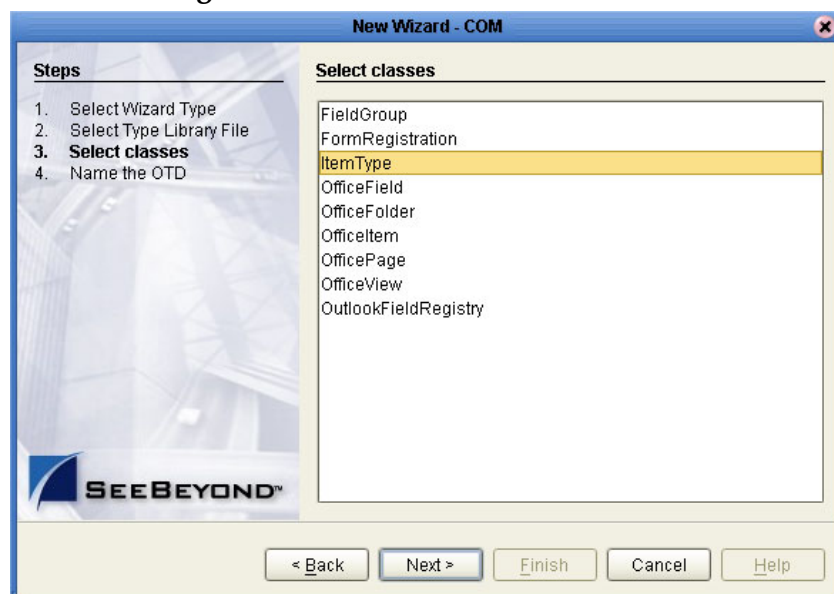 New Wizard - COM
Steps
1. Select Wizard Type
2. Select Type Library File
3. Select classes
4. Name the OTD
Select classes
FieldGroup
FormRegistration
ItemType
OfficeField
OfficeFolder
OfficeItem
OfficePage
OfficeView
OutlookFieldRegistry
SEEBEYOND™
< Back Next > Finish Cancel Help